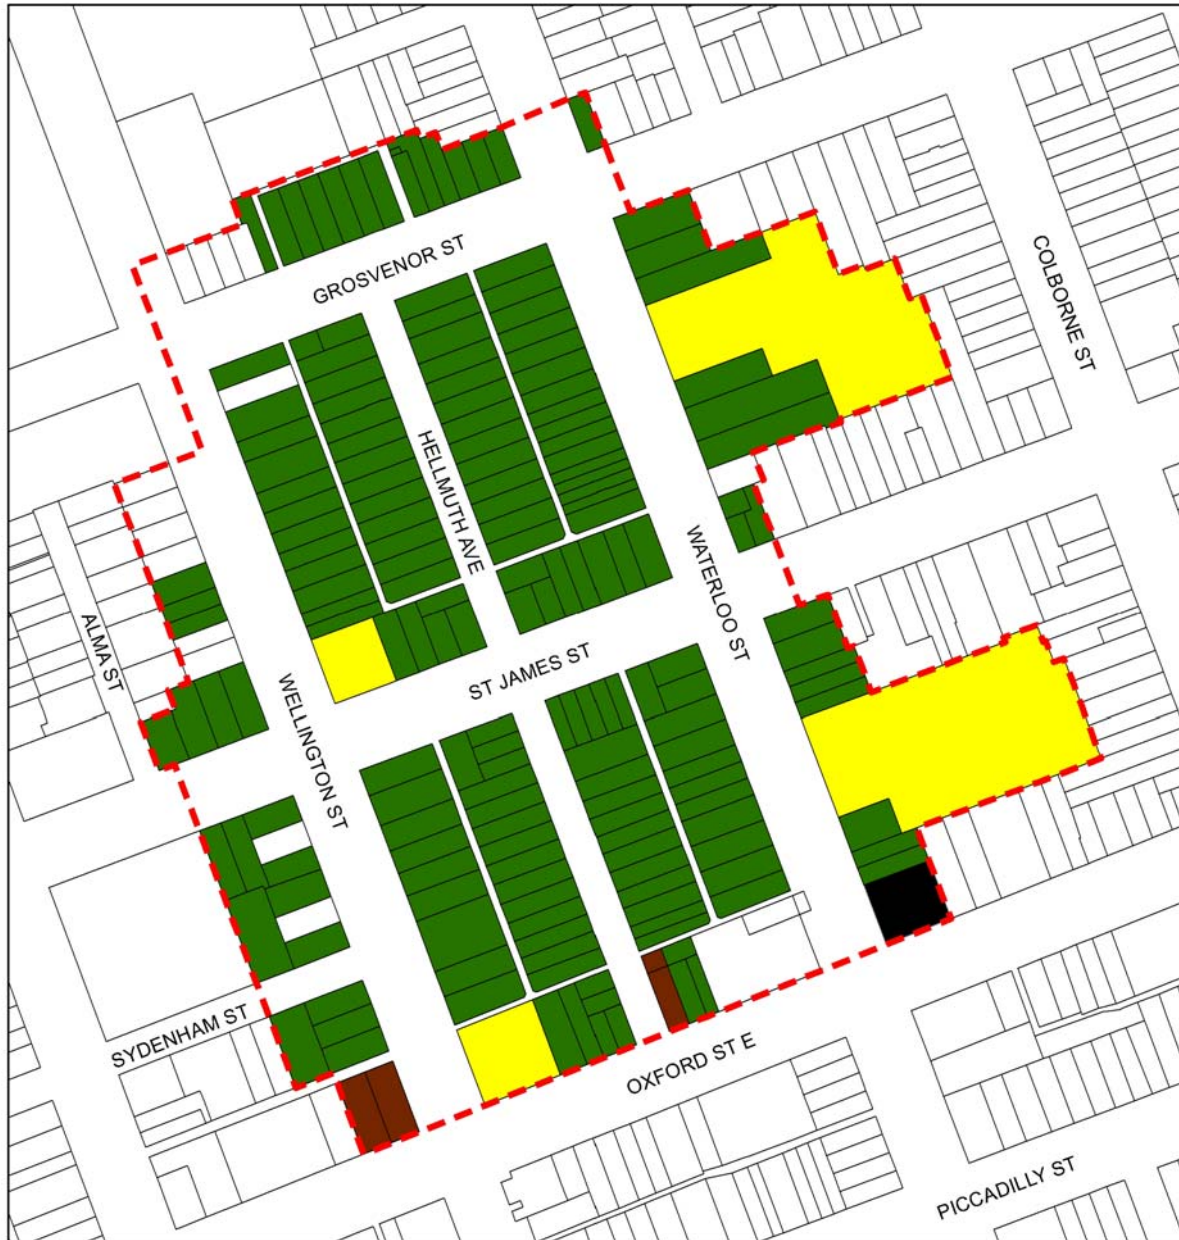 GROSVENOR ST
COLBORNE ST
HELLMUTH AVE
WATERLOO ST
ALMA ST
ST JAMES ST
WELLINGTON ST
SYDENHAM ST
OXFORD ST E
PICCADILLY ST